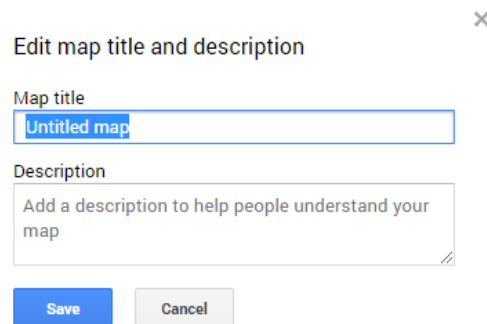 Edit map title and description
Map title
Untitled map
Description
Add a description to help people understand your
map
Save
Cancel